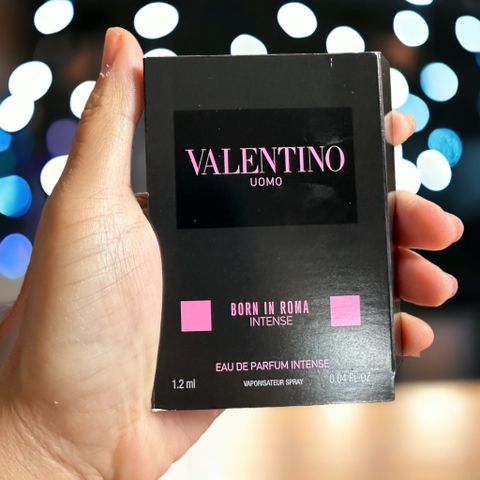 VALENTINO
UOMO
BORN IN ROMA
INTENSE
EAU DE PARFUM INTENSE
1.2 ml VAPORISATEUR SPRAY 0.04 FL OZ